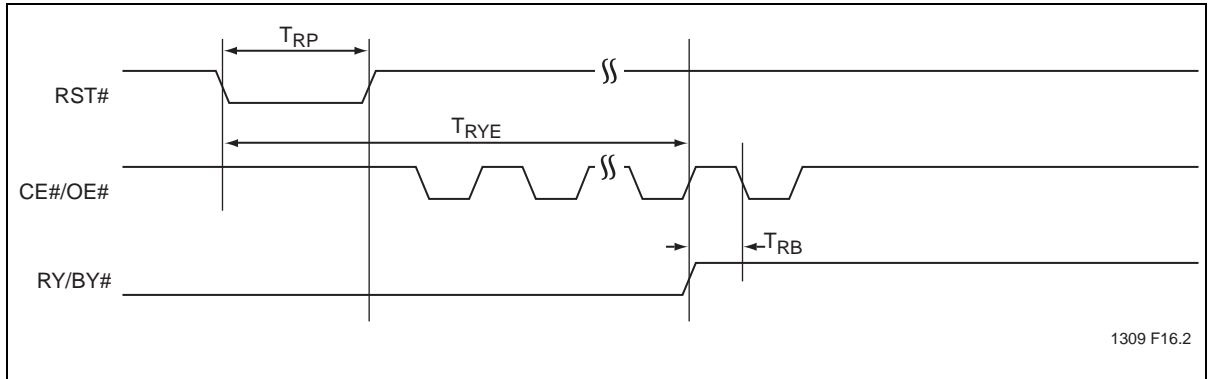 TRP
RST#
TRYE
CE#/OE#
TRB
RY/BY#
1309 F16.2